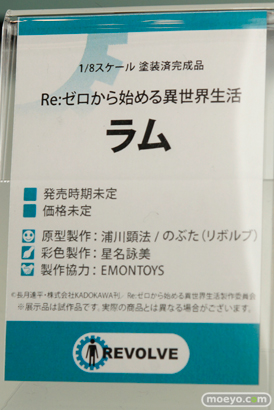 1/8スケール 塗装済完成品
Re:ゼロから始める異世界生活
ラム
発売時期未定
価格未定
原型製作：浦川顕法/のぶた（リボルブ）
彩色製作：星名詠美
製作協力：EMONTOYS
©長月達平・株式会社KADOKAWA刊／Re:ゼロから始める異世界生活製作委員会
※展示品は試作品です。実際の商品とは異なる場合がございます。
REVOLVE
moeyo.com